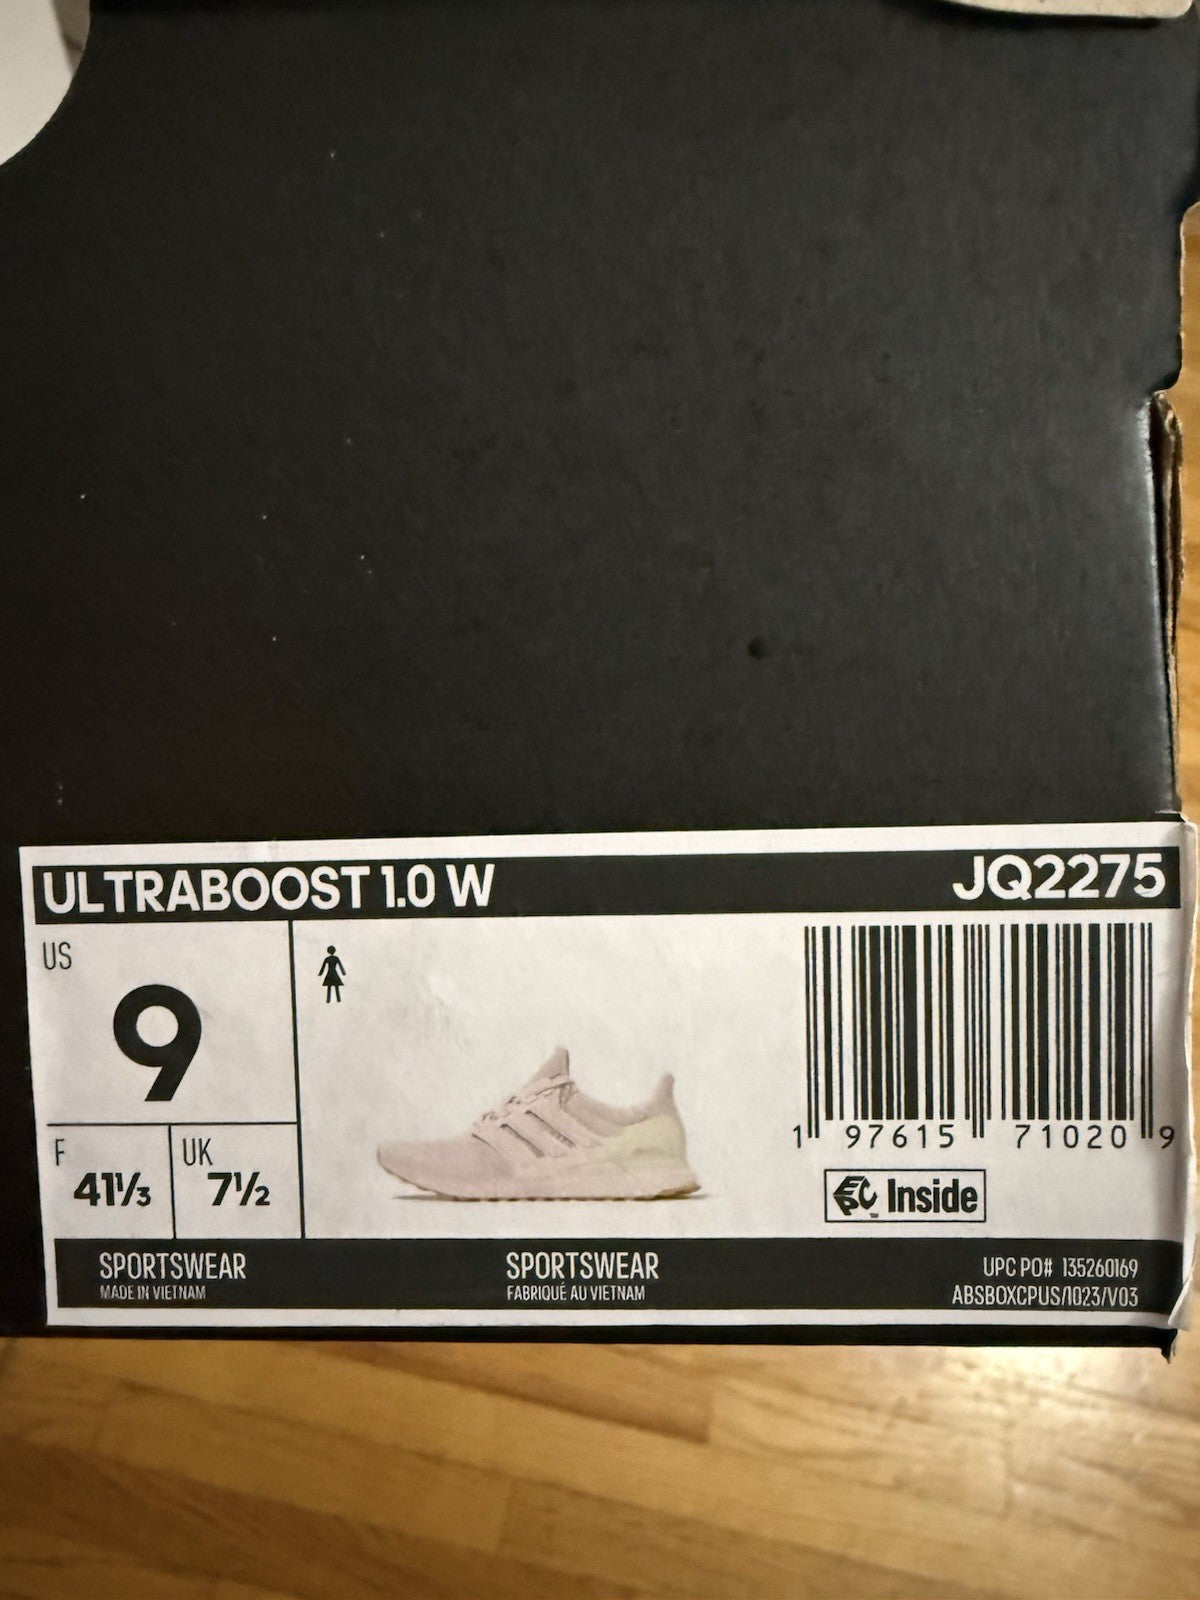 ULTRABOOST 1.0 W JQ2275
US
9
F
41⅓
UK
7½
1 97615 71020 9
EPC™ Inside
SPORTSWEAR
MADE IN VIETNAM
SPORTSWEAR
FABRIQUÉ AU VIETNAM
UPC PO# 135260169
ABSBOXCPUS/1023/V03